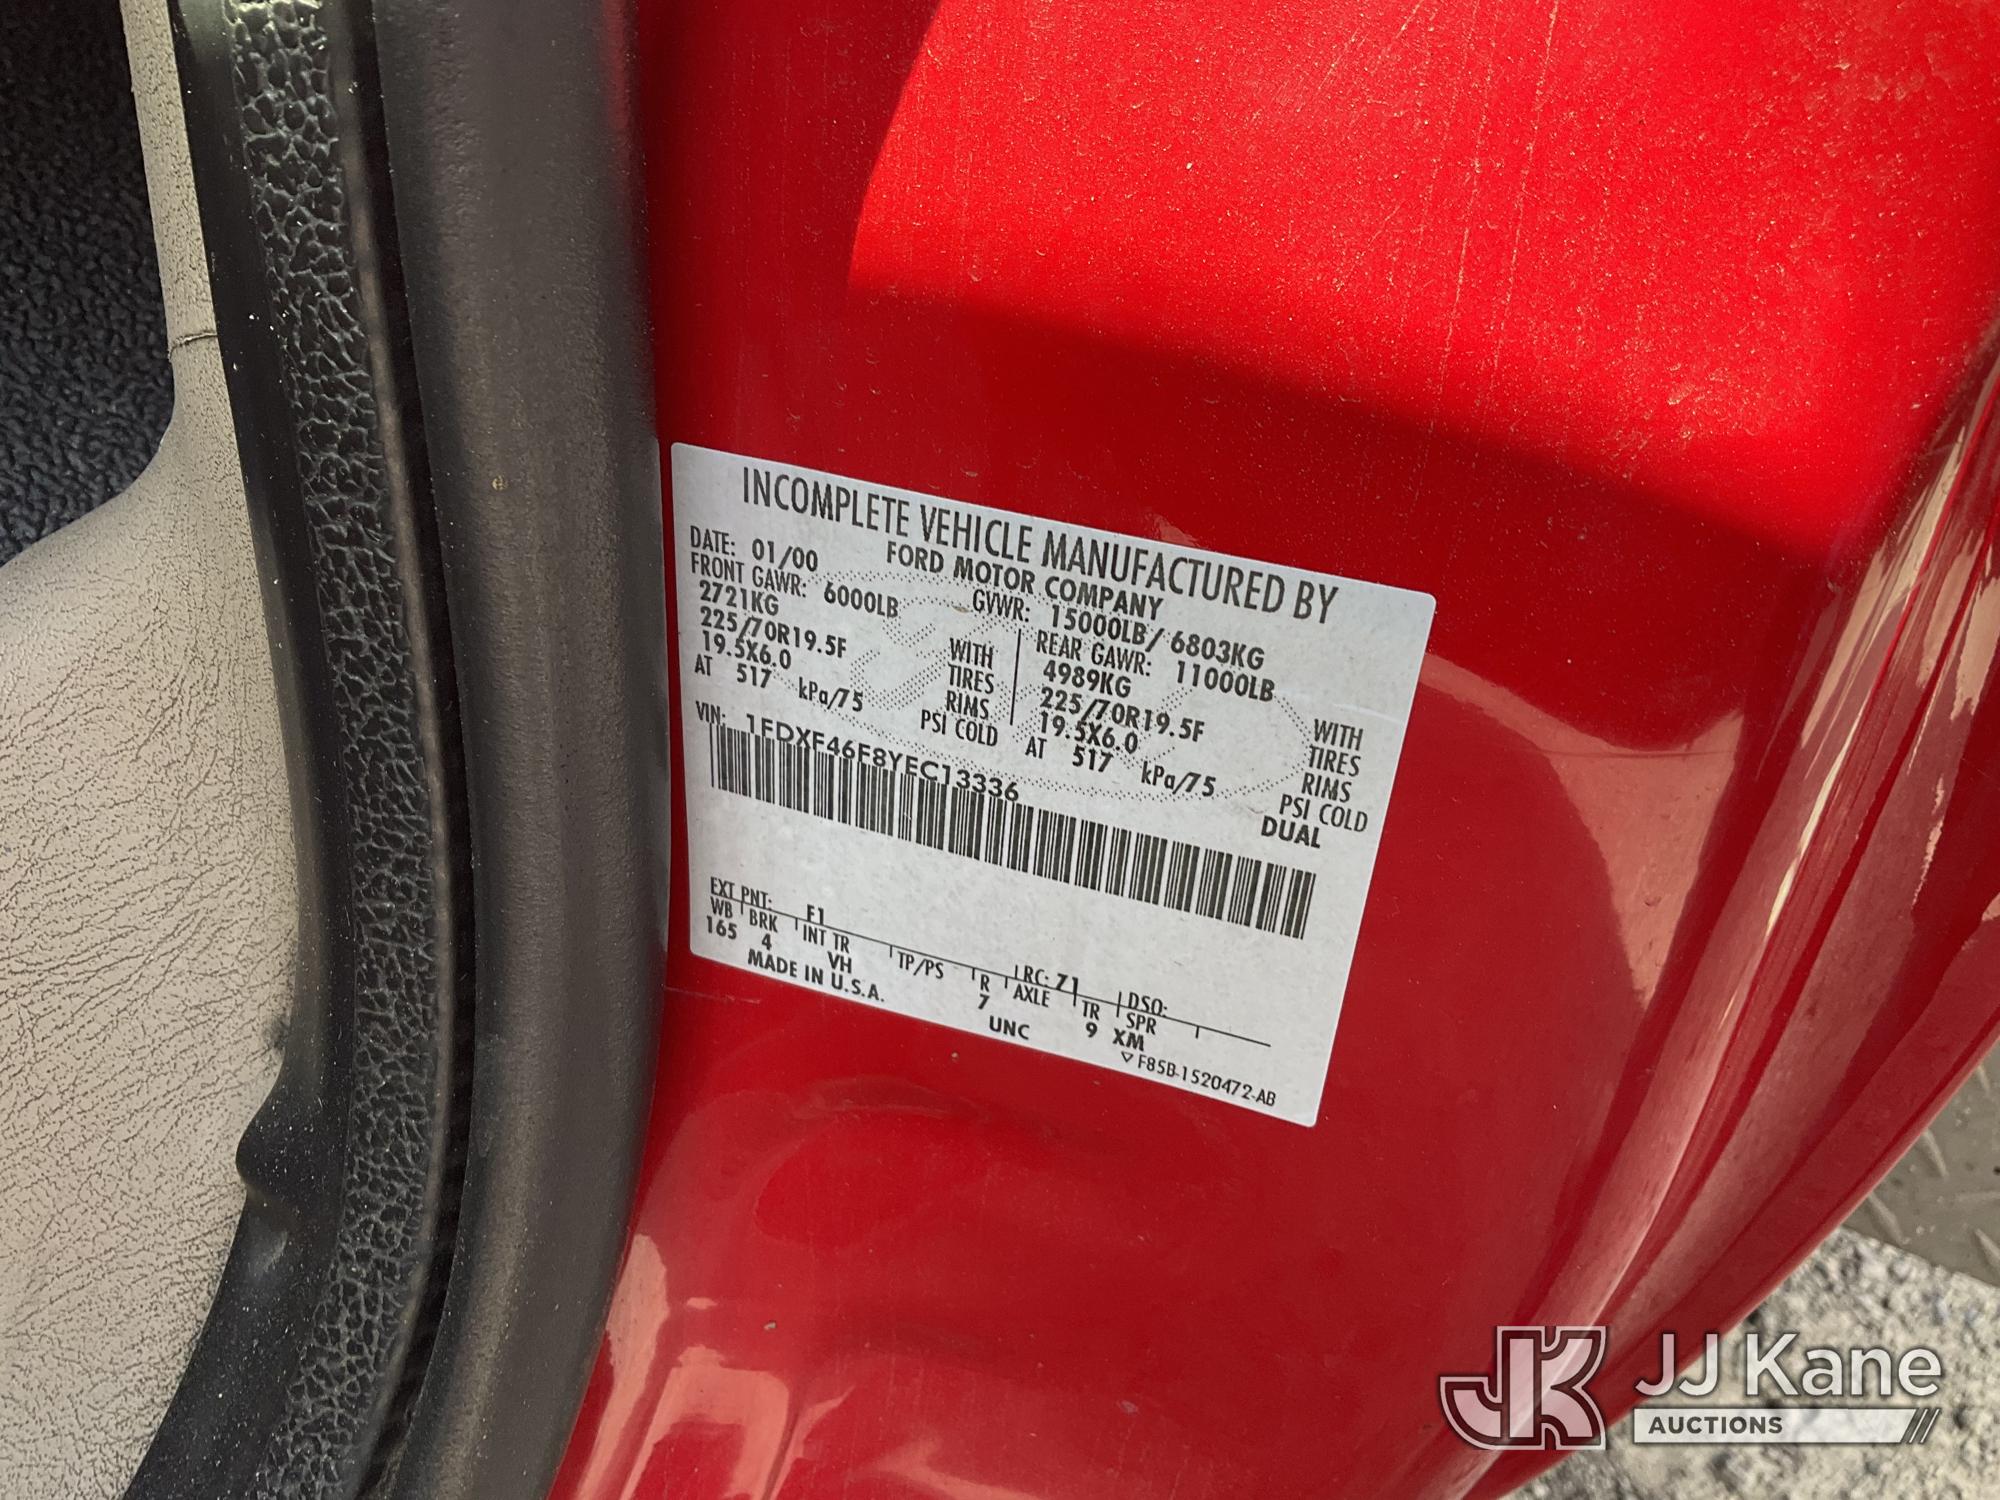 INCOMPLETE VEHICLE MANUFACTURED BY
FORD MOTOR COMPANY
DATE: 01/00
GVWR: 15000LB/ 6803KG
FRONT GAWR: 6000LB
2721KG WITH
225/70R19.5F TIRES
19.5X6.0 RIMS
AT 517 kPa/75 PSI COLD
REAR GAWR: 11000LB
4989KG WITH
225/70R19.5F TIRES
19.5X6.0 RIMS
AT 517 kPa/75 PSI COLD
DUAL
VIN: 1FDXF46F8YEC13336
EXT PNT: F1 RC: 71 DSO:
WB BRK INT TR TP/PS R AXLE TR SPR
165 4 VH 7 9 XM
MADE IN U.S.A. UNC
▽ F85B-1520472-AB
JK JJ Kane
AUCTIONS